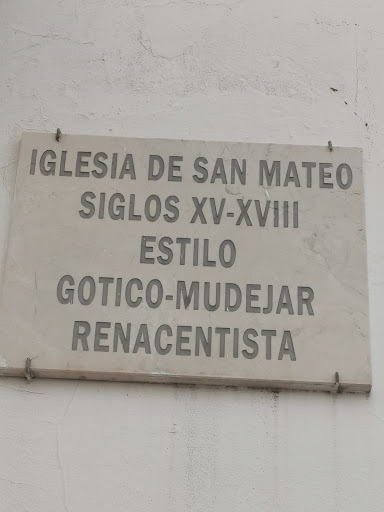 IGLESIA DE SAN MATEO
SIGLOS XV-XVIII
ESTILO
GOTICO-MUDEJAR
RENACENTISTA